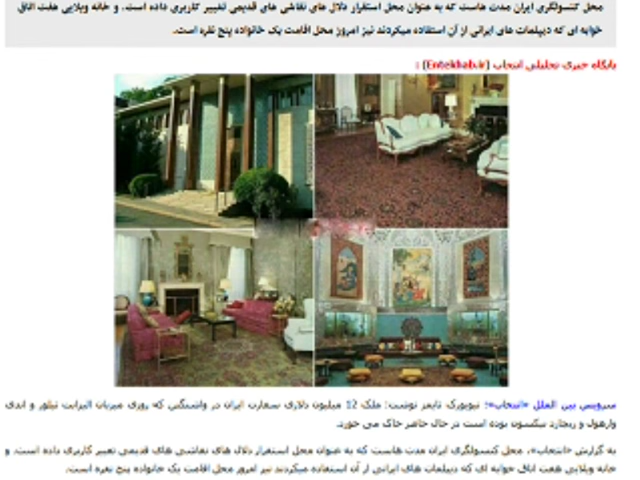 محل کنسولگری ایران مدت هاست که به عنوان محل استقرار دلال های نقاشی های قدیمی تغییر کاربری داده است. و خانه ویلایی هفت اتاق
خوابه ای که دیپلمات های ایرانی از آن استفاده میکردند نیز امروز محل اقامت یک خانواده پنج نفره است.
پایگاه خبری تحلیلی انتخاب (Entekhab.ir) :
سرویس بین الملل «انتخاب»؛ نیویورک تایمز نوشت: ملک 12 میلیون دلاری سفارت ایران در واشنگتن که روزی میزبان الیزابت تیلور و اندی
وارهول و ریچارد نیکسون بوده است در حال حاضر خاک می خورد.
به گزارش «انتخاب»، محل کنسولگری ایران مدت هاست که به عنوان محل استقرار دلال های نقاشی های قدیمی تغییر کاربری داده است. و
خانه ویلایی هفت اتاق خوابه ای که دیپلمات های ایرانی از آن استفاده میکردند نیز امروز محل اقامت یک خانواده پنج نفره است.